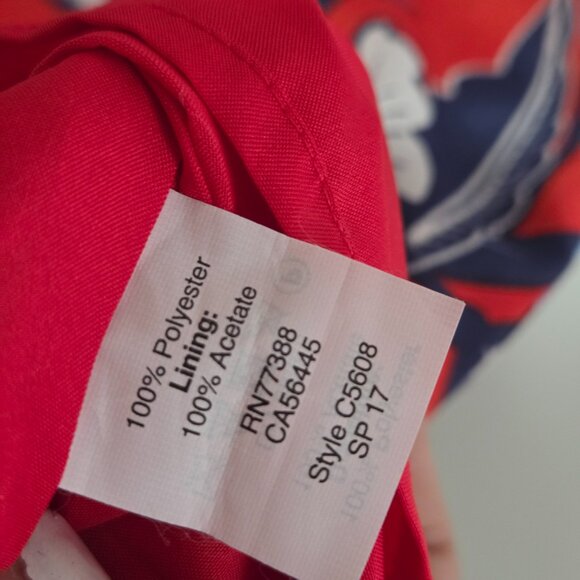 100% Polyester
Lining:
100% Acetate
RN77388
CA56445
Style C5608
SP 17